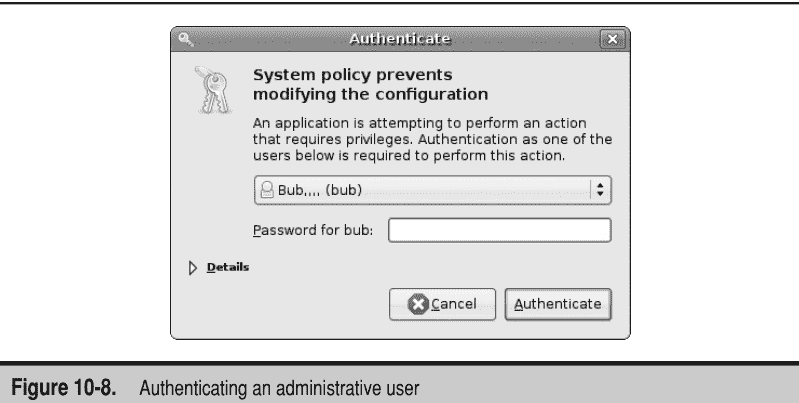 Authenticate
System policy prevents
modifying the configuration
An application is attempting to perform an action
that requires privileges. Authentication as one of the
users below is required to perform this action.
Bub,,,, (bub)
Password for bub:
Details
Cancel
Authenticate
Figure 10-8. Authenticating an administrative user